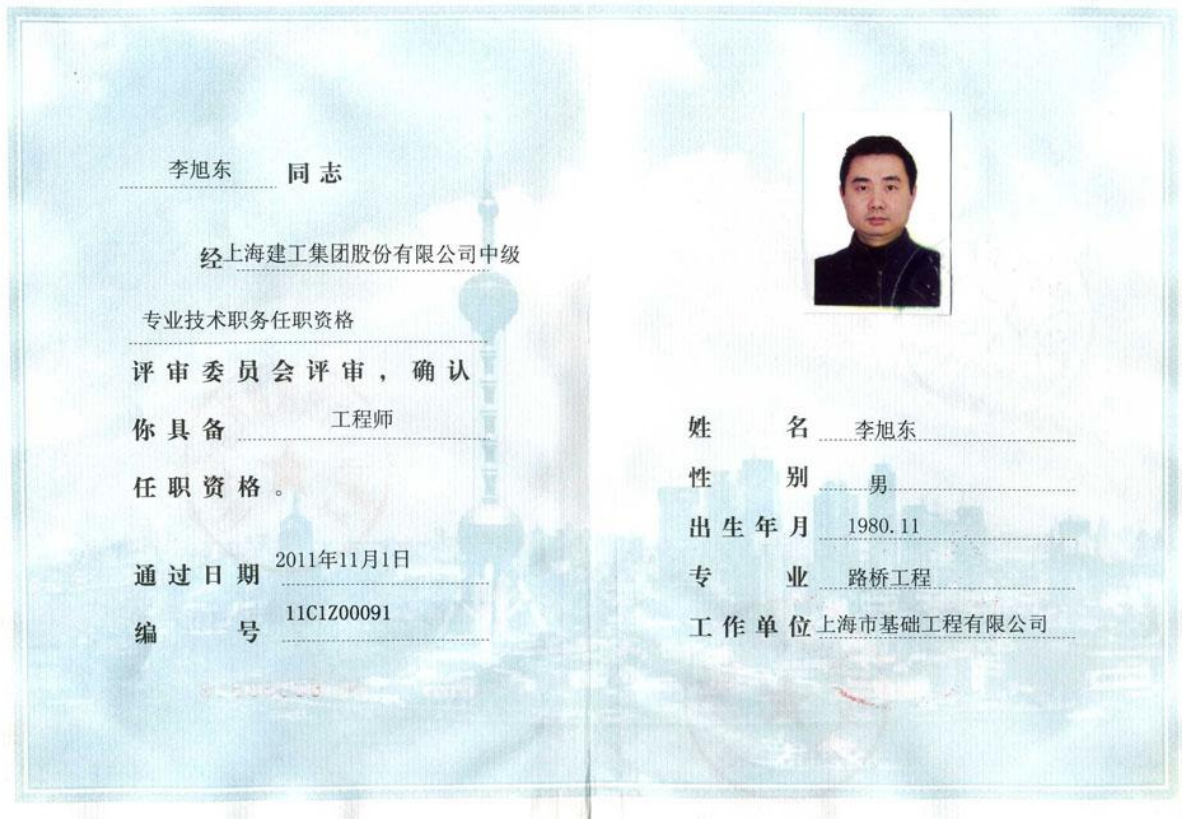 李旭东 同志
经上海建工集团股份有限公司中级
专业技术职务任职资格
评审委员会评审，确认
你具备 工程师
任职资格。
通过日期 2011年11月1日
编号 11C1Z00091
姓名 李旭东
性别 男
出生年月 1980.11
专业 路桥工程
工作单位 上海市基础工程有限公司